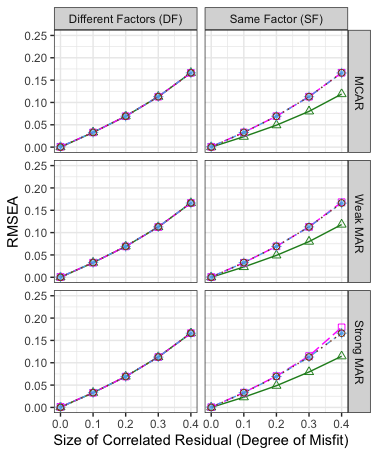 Different Factors (DF) Same Factor (SF)
0.25
0.20
0.15
0.10
0.05
0.00
MCAR
0.25
0.20
0.15
0.10
0.05
0.00
Weak MAR
0.25
0.20
0.15
0.10
0.05
0.00
Strong MAR
RMSEA
0.0 0.1 0.2 0.3 0.4 0.0 0.1 0.2 0.3 0.4
Size of Correlated Residual (Degree of Misfit)